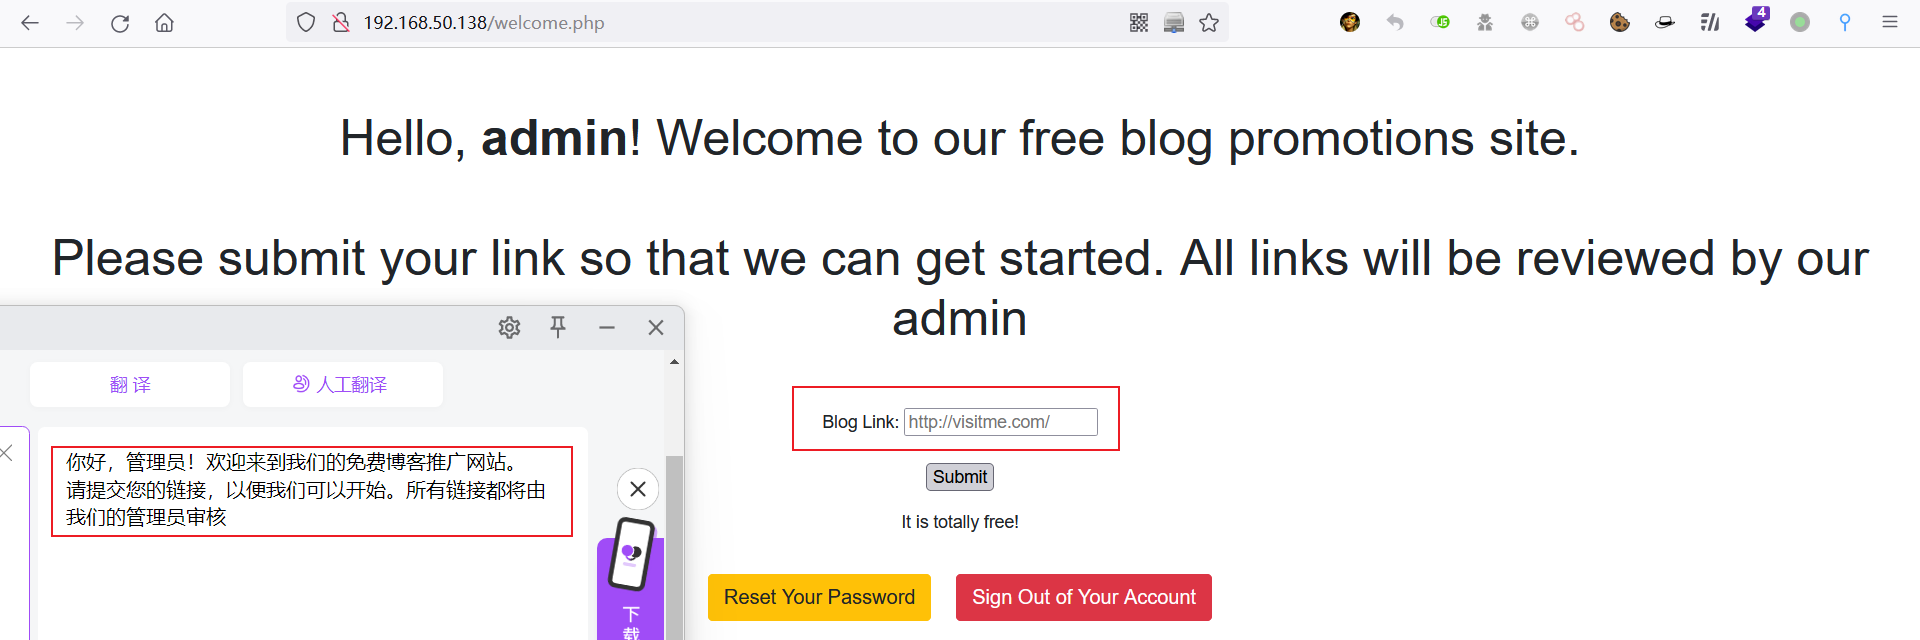 192.168.50.138/welcome.php
4
Hello, admin! Welcome to our free blog promotions site.
Please submit your link so that we can get started. All links will be reviewed by our
admin
翻 译
人工翻译
你好，管理员！欢迎来到我们的免费博客推广网站。
请提交您的链接，以便我们可以开始。所有链接都将由
我们的管理员审核
下
载
Blog Link: http://visitme.com/
Submit
It is totally free!
Reset Your Password
Sign Out of Your Account